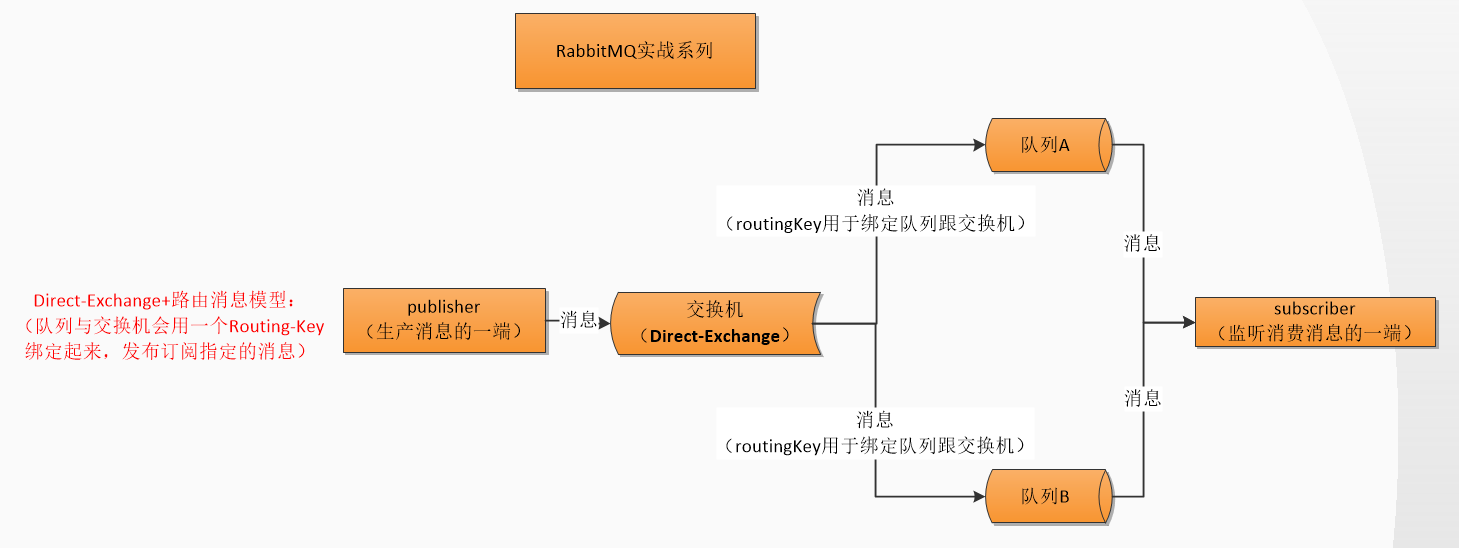 RabbitMQ实战系列
队列A
消息
（routingKey用于绑定队列跟交换机）
消息
Direct-Exchange+路由消息模型：
（队列与交换机会用一个Routing-Key
绑定起来，发布订阅指定的消息）
publisher
（生产消息的一端）
消息
交换机
（Direct-Exchange）
subscriber
（监听消费消息的一端）
消息
消息
（routingKey用于绑定队列跟交换机）
队列B